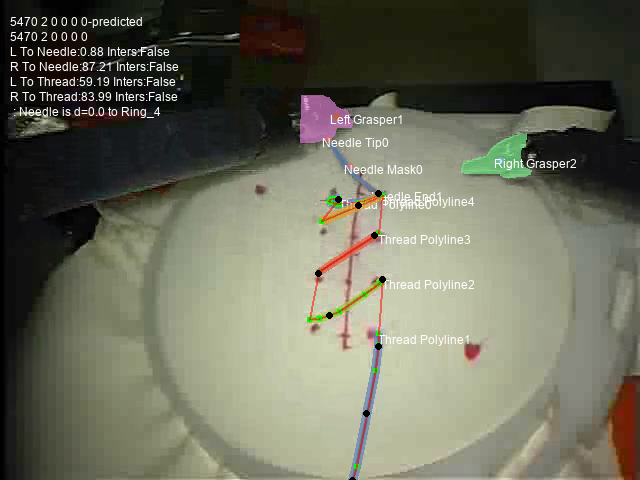 5470 2 0 0 0 0-predicted
5470 2 0 0 0 0
L To Needle:0.88 Inters:False
R To Needle:87.21 Inters:False
L To Thread:59.19 Inters:False
R To Thread:83.99 Inters:False
: Needle is d=0.0 to Ring_4
Left Grasper1
Needle Tip0
Right Grasper2
Needle Mask0
Needle End1
Thread Polyline4
Thread Polyline0
Thread Polyline3
Thread Polyline2
Thread Polyline1